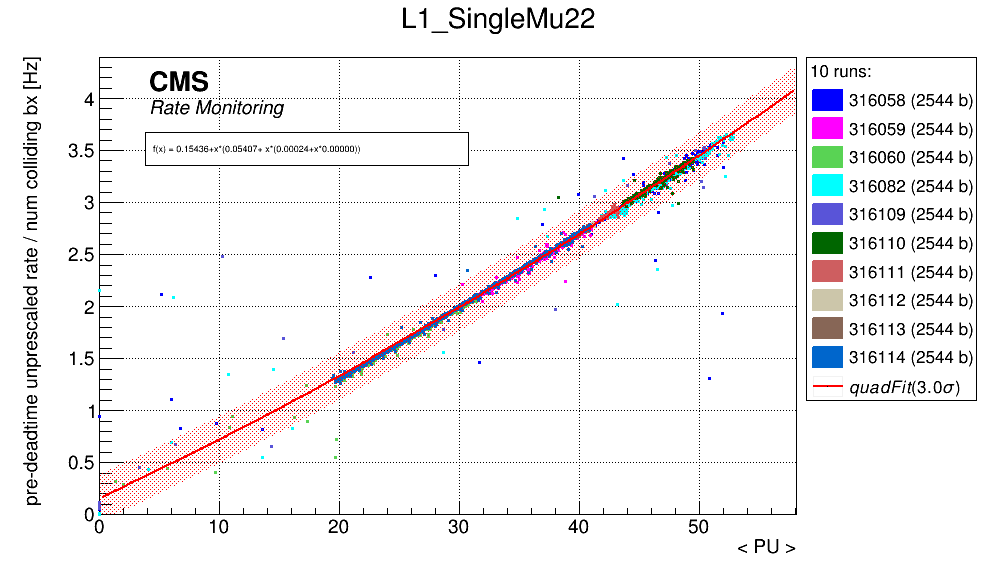 L1_SingleMu22
pre-deadtime unprescaled rate / num colliding bx [Hz]
CMS
Rate Monitoring
f(x) = 0.15436+x*(0.05407+ x*(0.00024+x*0.00000))
4
3.5
3
2.5
2
1.5
1
0.5
0
0 10 20 30 40 50
< PU >
10 runs:
316058 (2544 b)
316059 (2544 b)
316060 (2544 b)
316082 (2544 b)
316109 (2544 b)
316110 (2544 b)
316111 (2544 b)
316112 (2544 b)
316113 (2544 b)
316114 (2544 b)
quadFit(3.0σ)